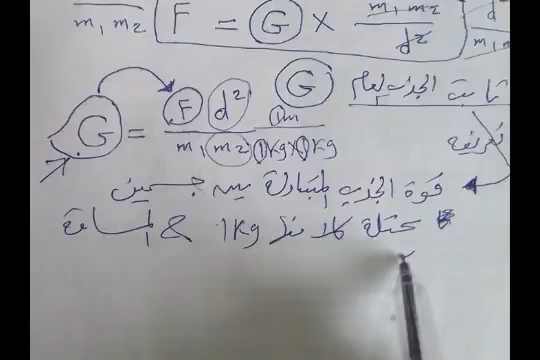 m₁ m₂ F = G × m₁ m₂ / d² d / m₁ m
ثابت الجذب العام G
G = F d² / m₁ m₂ 1m / 1kg × 1kg
تعريفه
قوة الجذب المتبادلة بين جسمين
كتلة كلا منهما 1kg و المسافة